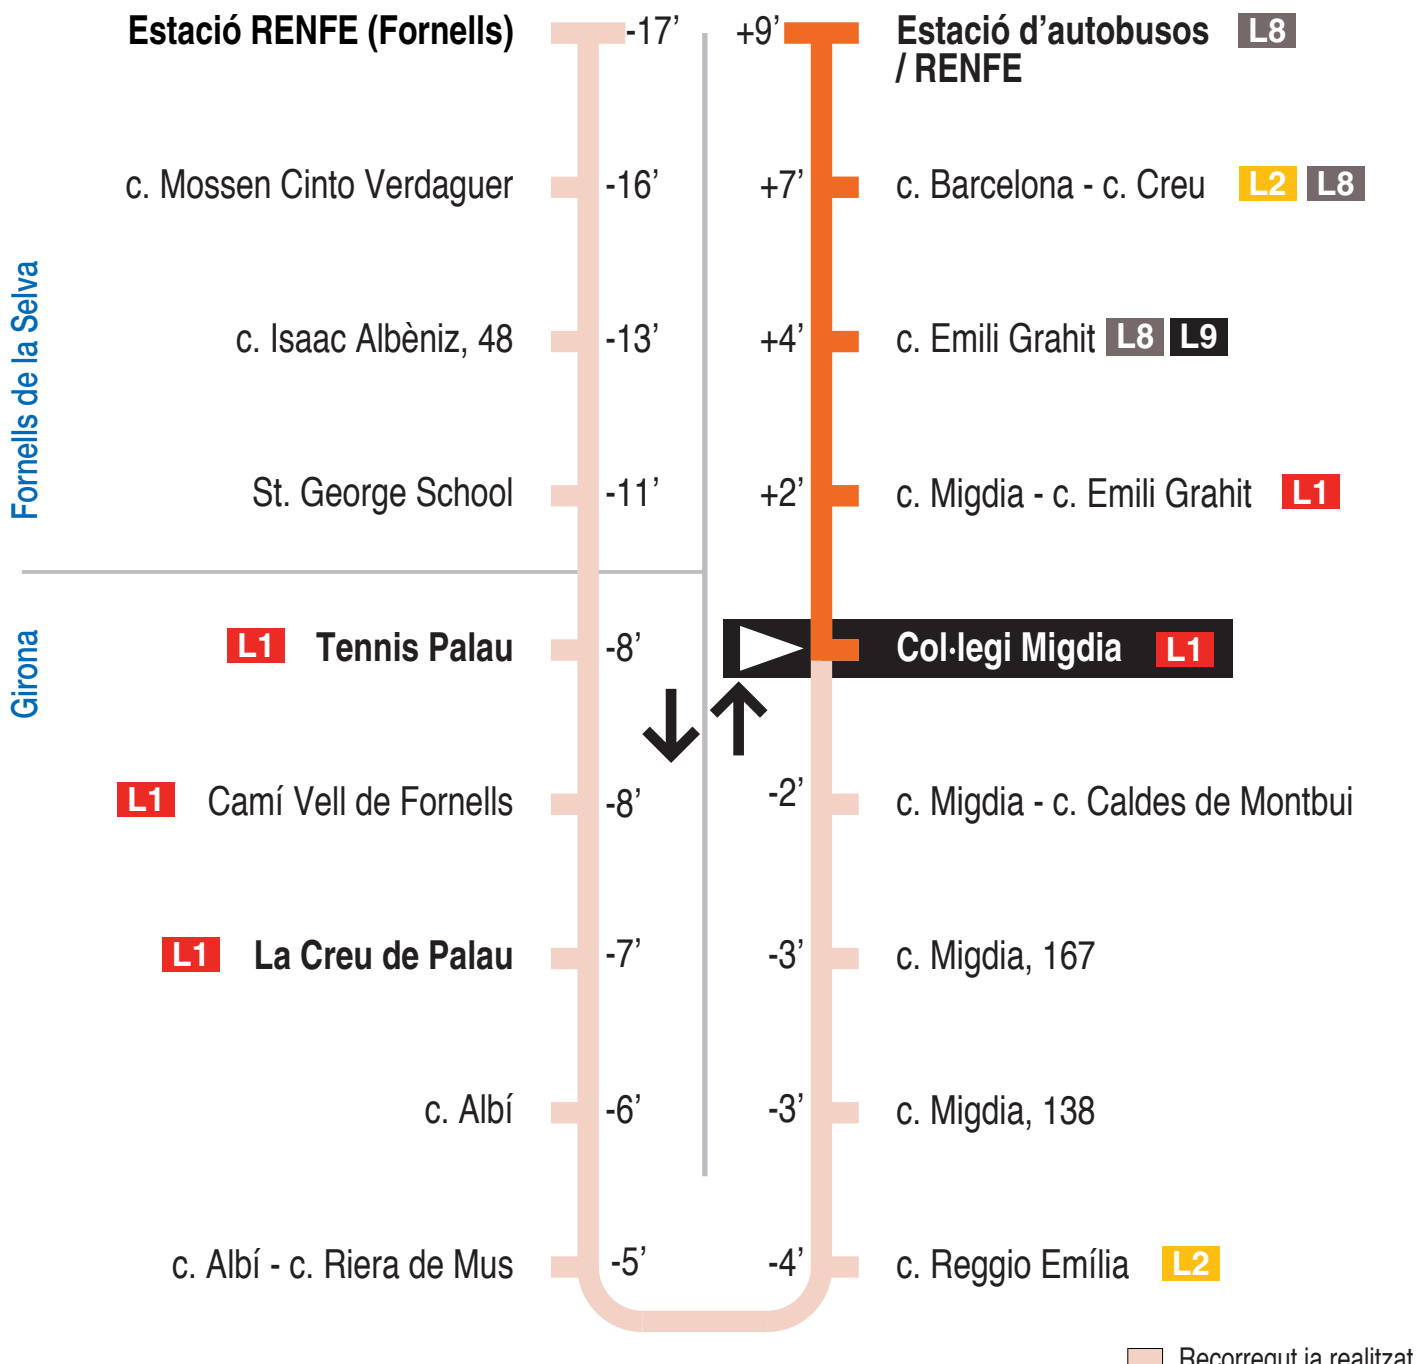 Estació RENFE (Fornells) -17’
c. Mossen Cinto Verdaguer -16’
c. Isaac Albèniz, 48 -13’
St. George School -11’
Fornells de la Selva
L1 Tennis Palau -8’
L1 Camí Vell de Fornells -8’
L1 La Creu de Palau -7’
c. Albí -6’
c. Albí - c. Riera de Mus -5’
Girona
+9’ Estació d’autobusos L8
/ RENFE
+7’ c. Barcelona - c. Creu L2 L8
+4’ c. Emili Grahit L8 L9
+2’ c. Migdia - c. Emili Grahit L1
Col·legi Migdia L1
-2’ c. Migdia - c. Caldes de Montbui
-3’ c. Migdia, 167
-3’ c. Migdia, 138
-4’ c. Reggio Emília L2
Recorregut ja realitzat